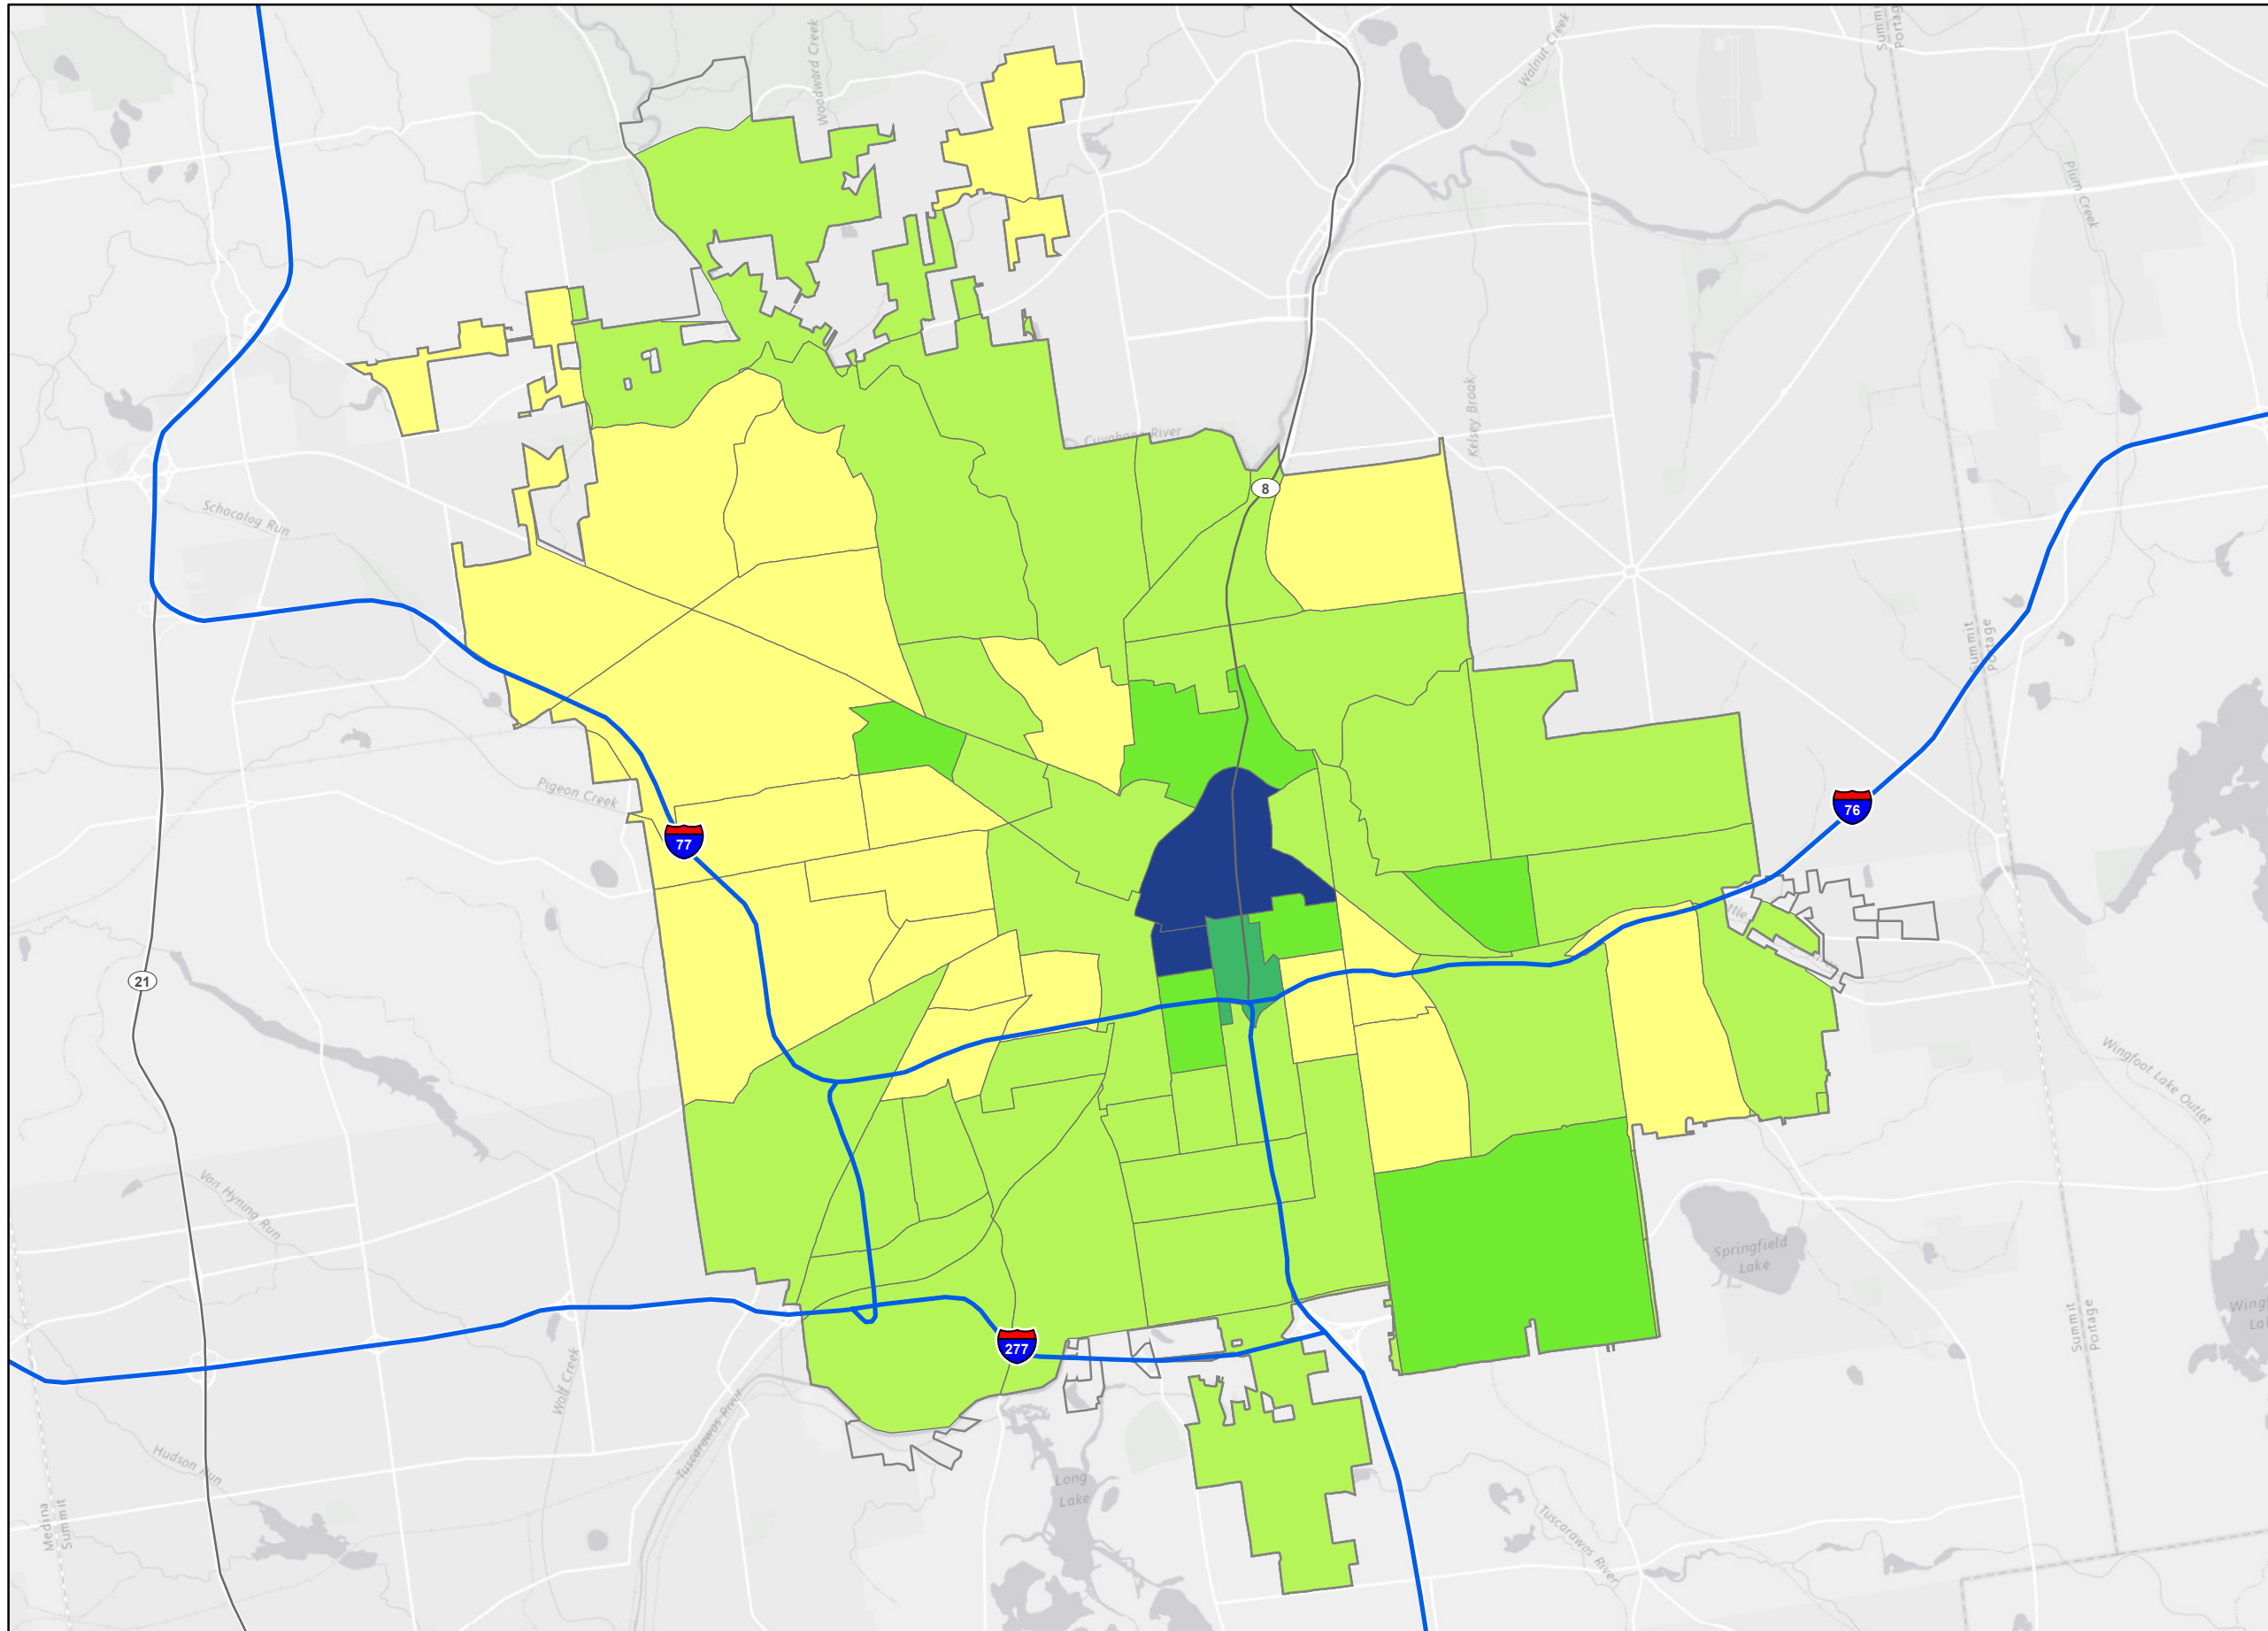 Woodward Creek
Walnut Creek
Summit
Portage
Plum Creek
Kelsey Brook
Cuyahoga River
8
Schocalog Run
Summit
Portage
Pigeon Creek
77
76
21
Wingfoot Lake Outlet
Von Hyning Run
Springfield
Lake
277
Wolf Creek
Tuscarawas River
Summit
Portage
Hudson Run
Long
Lake
Medina
Summit
Tuscarawas River